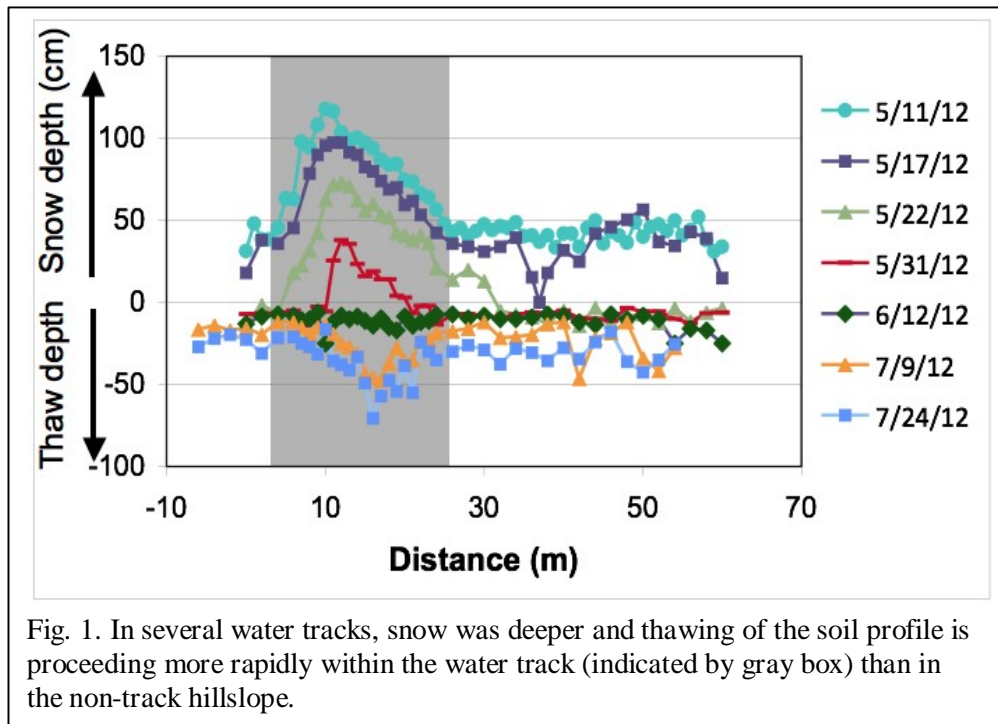 150
100
50
0
-50
-100
Snow depth (cm)
Thaw depth
-10 10 30 50 70
Distance (m)
5/11/12
5/17/12
5/22/12
5/31/12
6/12/12
7/9/12
7/24/12
Fig. 1. In several water tracks, snow was deeper and thawing of the soil profile is
proceeding more rapidly within the water track (indicated by gray box) than in
the non-track hillslope.